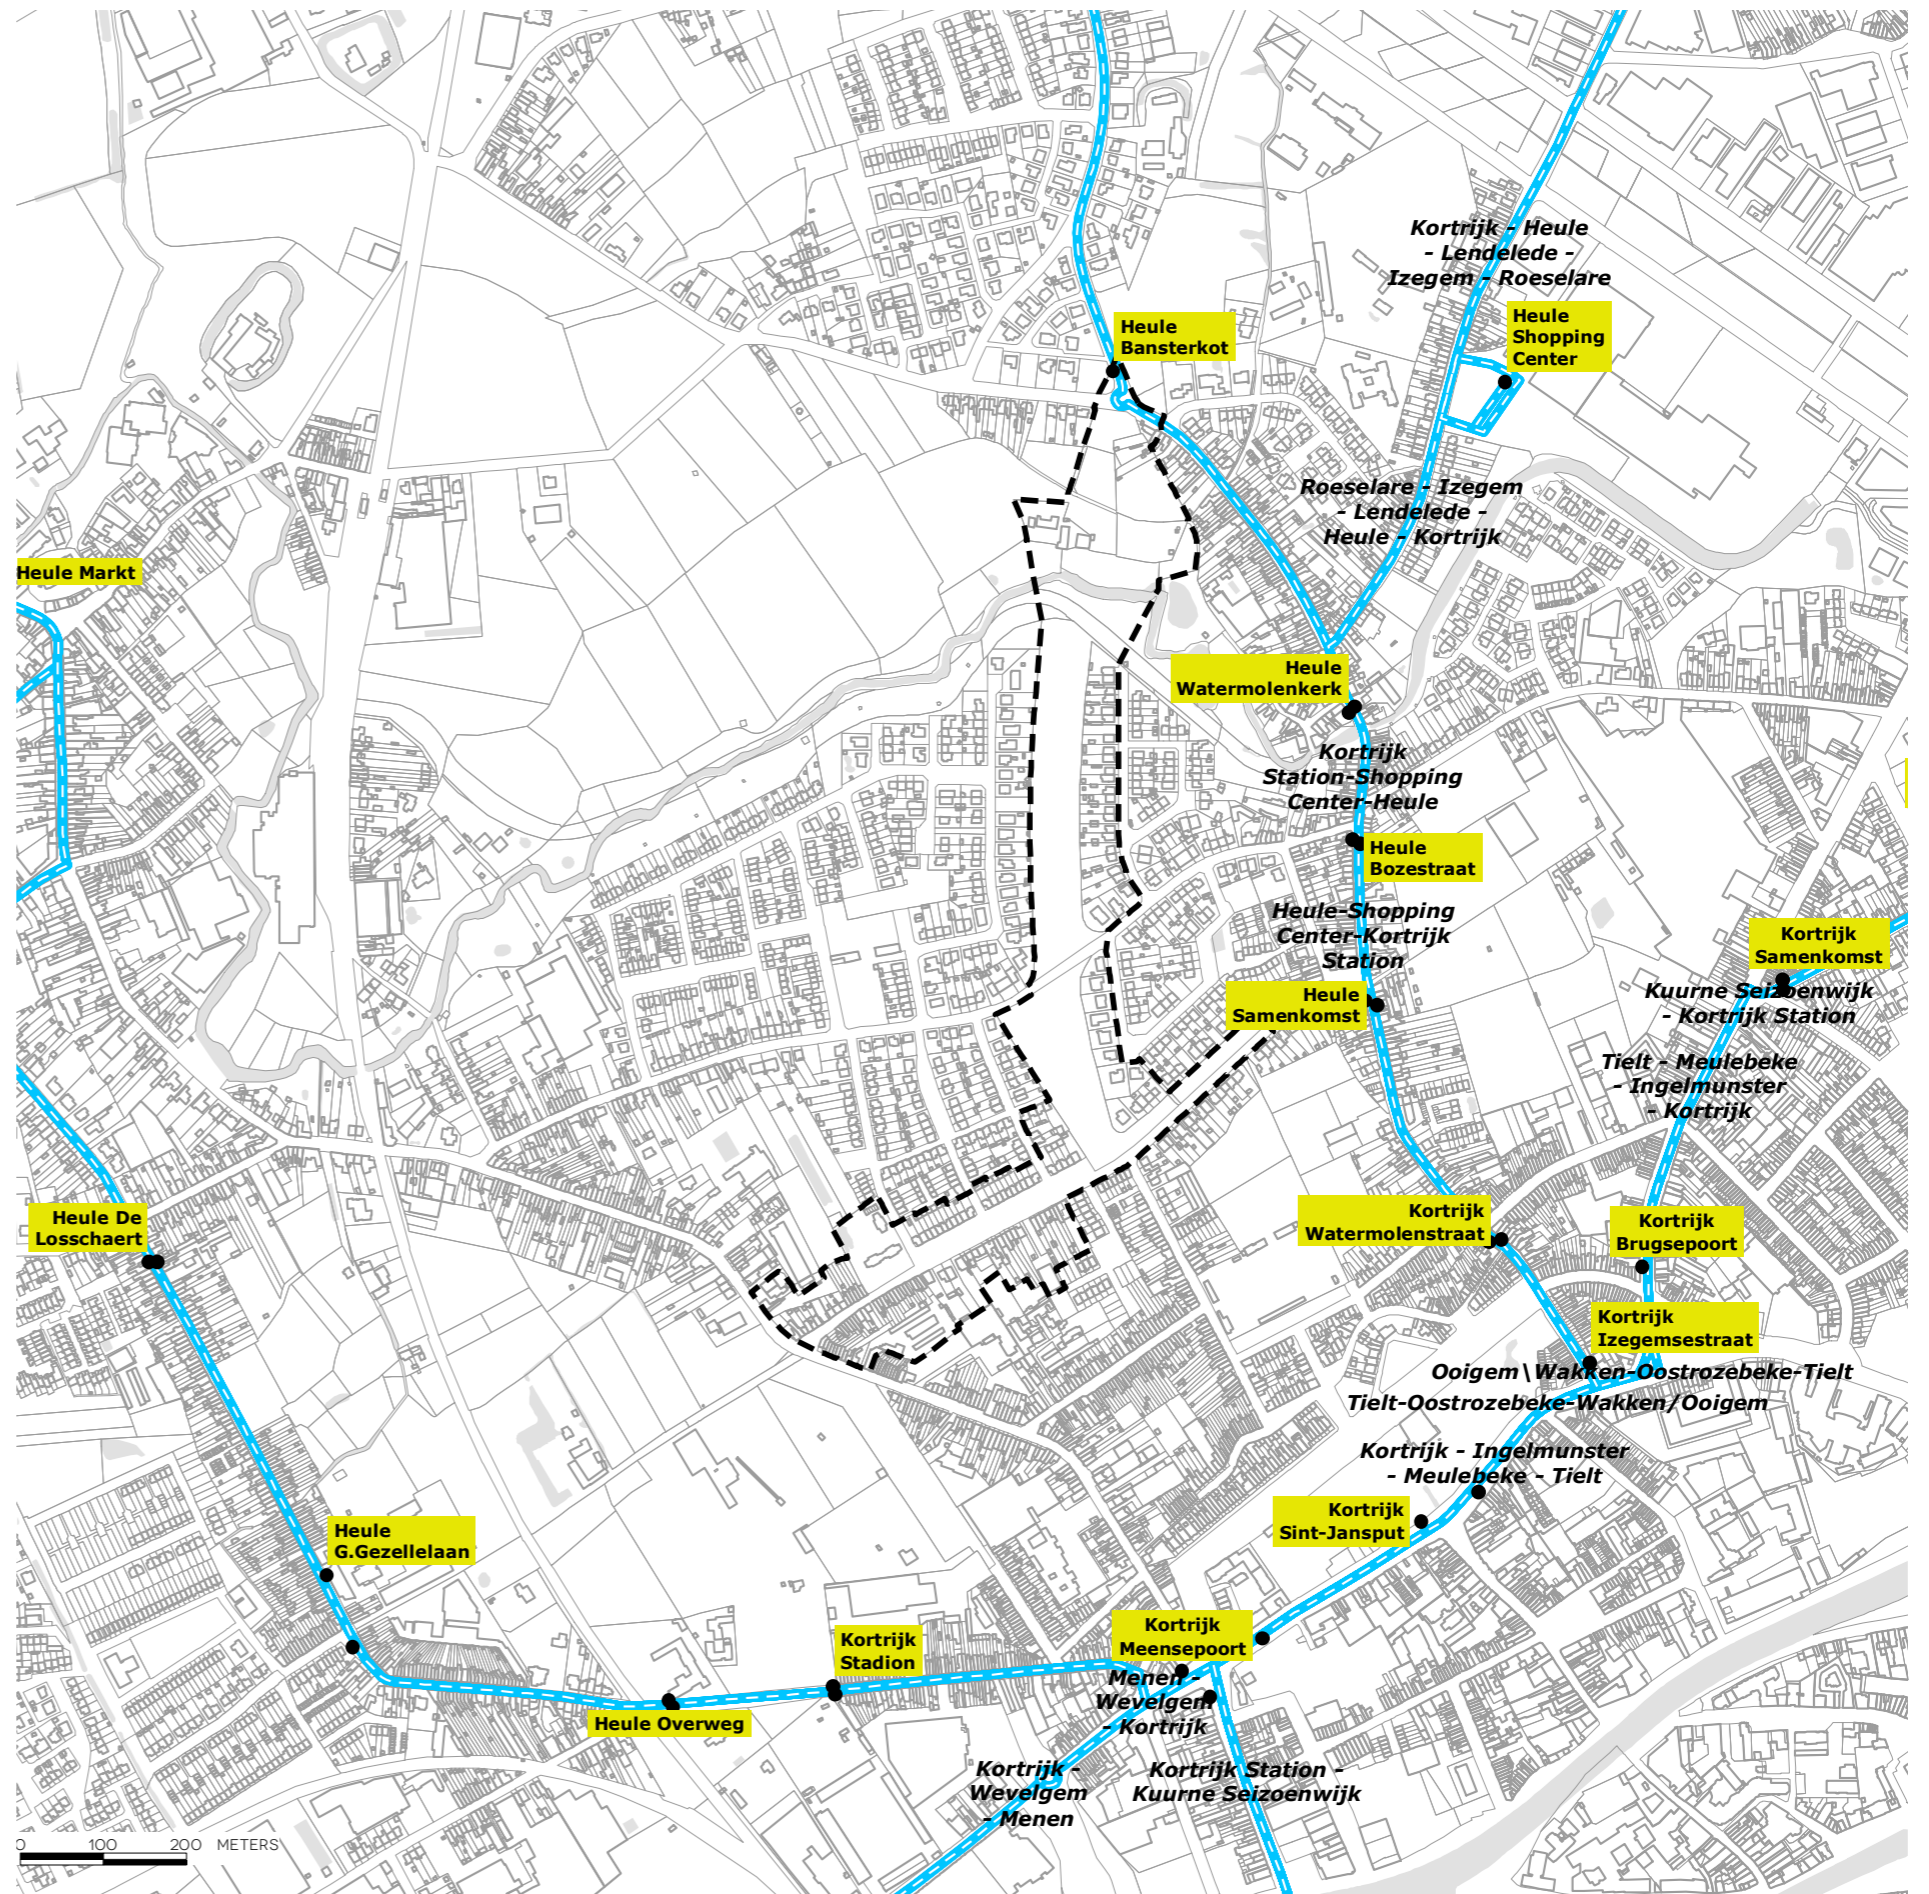 Kortrijk - Heule
- Lendelede -
Izegem - Roeselare
Heule
Shopping
Center
Heule
Bansterkot
Roeselare - Izegem
- Lendelede -
Heule - Kortrijk
Heule Markt
Heule
Watermolenkerk
Kortrijk
Station-Shopping
Center-Heule
Heule
Bozestraat
Heule-Shopping
Center-Kortrijk
Station
Kortrijk
Samenkomst
Heule
Samenkomst
Kuurne Seizoenwijk
- Kortrijk Station
Tielt - Meulebeke
- Ingelmunster
- Kortrijk
Heule De
Losschaert
Kortrijk
Watermolenstraat
Kortrijk
Brugsepoort
Kortrijk
Izegemsestraat
Ooigem\Wakken-Oostrozebeke-Tielt
Tielt-Oostrozebeke-Wakken/Ooigem
Kortrijk - Ingelmunster
- Meulebeke - Tielt
Kortrijk
Sint-Jansput
Heule
G.Gezellelaan
Kortrijk
Meensepoort
Kortrijk
Stadion
Menen -
Wevelgem
- Kortrijk
Heule Overweg
Kortrijk -
Wevelgem
- Menen
Kortrijk Station -
Kuurne Seizoenwijk
0 100 200 METERS